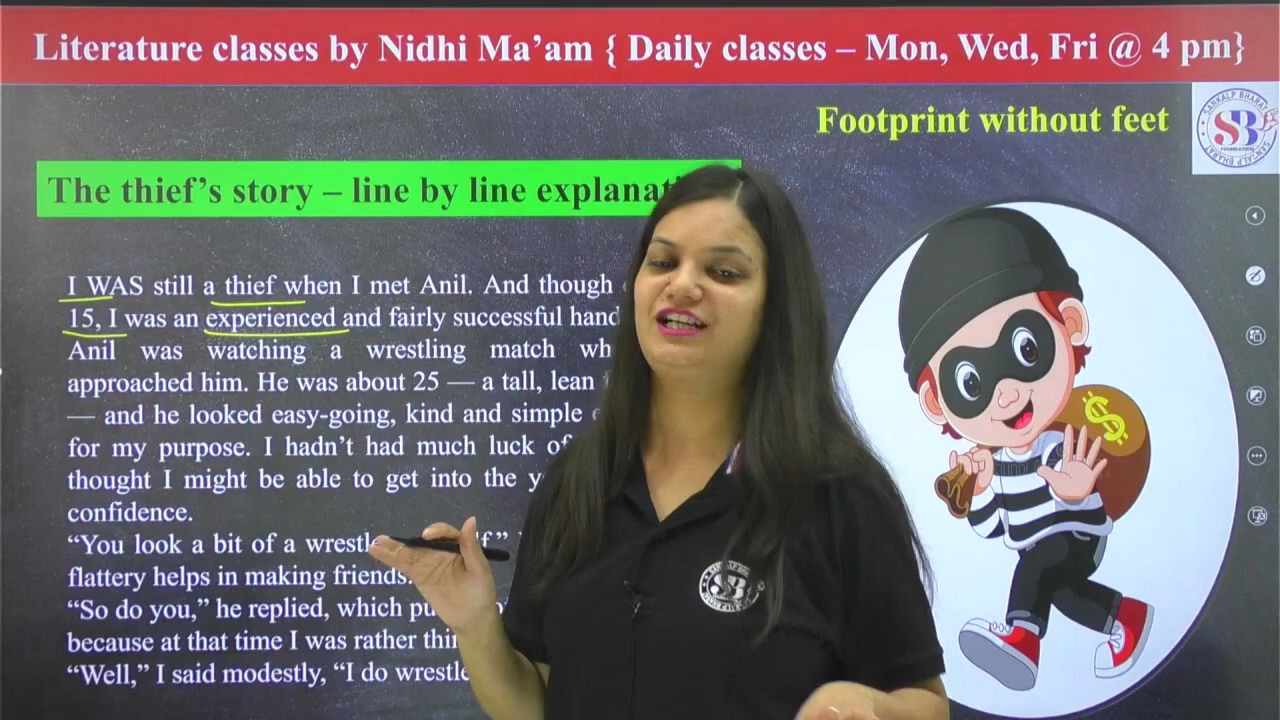 Literature classes by Nidhi Ma’am { Daily classes – Mon, Wed, Fri @ 4 pm}
Footprint without feet
SANKALP BHARAT
SB
FOUNDATION
The thief’s story – line by line
I WAS still a thief when I met Anil. And though
15, I was an experienced and fairly successful
Anil was watching a wrestling match
approached him. He was about 25 — a tall, lean
— and he looked easy-going, kind and simple
for my purpose. I hadn’t had much luck
thought I might be able to get into the
confidence.
“You look a bit of a
flattery helps in making friends.
“So do you,” he replied, which
because at that time I was rather
“Well,” I said modestly, “I do
SB